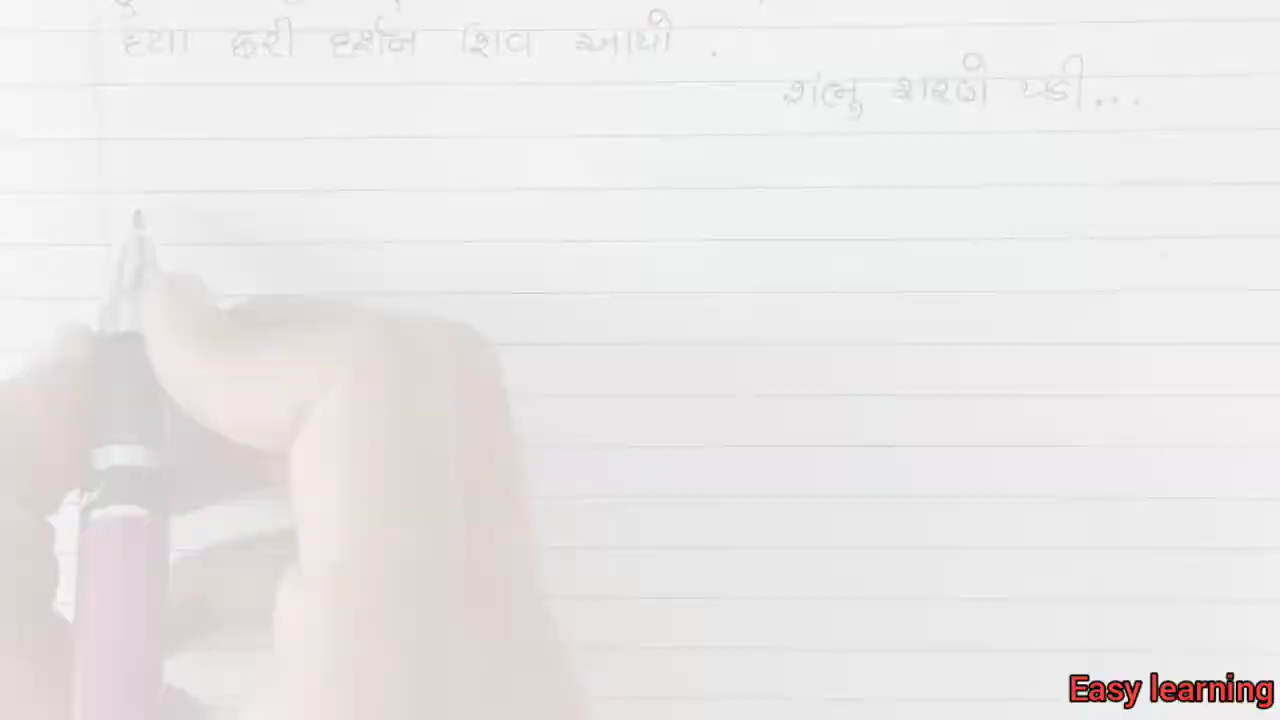 દયા કરી દર્શન શિવ આપો .
શંભુ શરણે પડી...
Easy learning